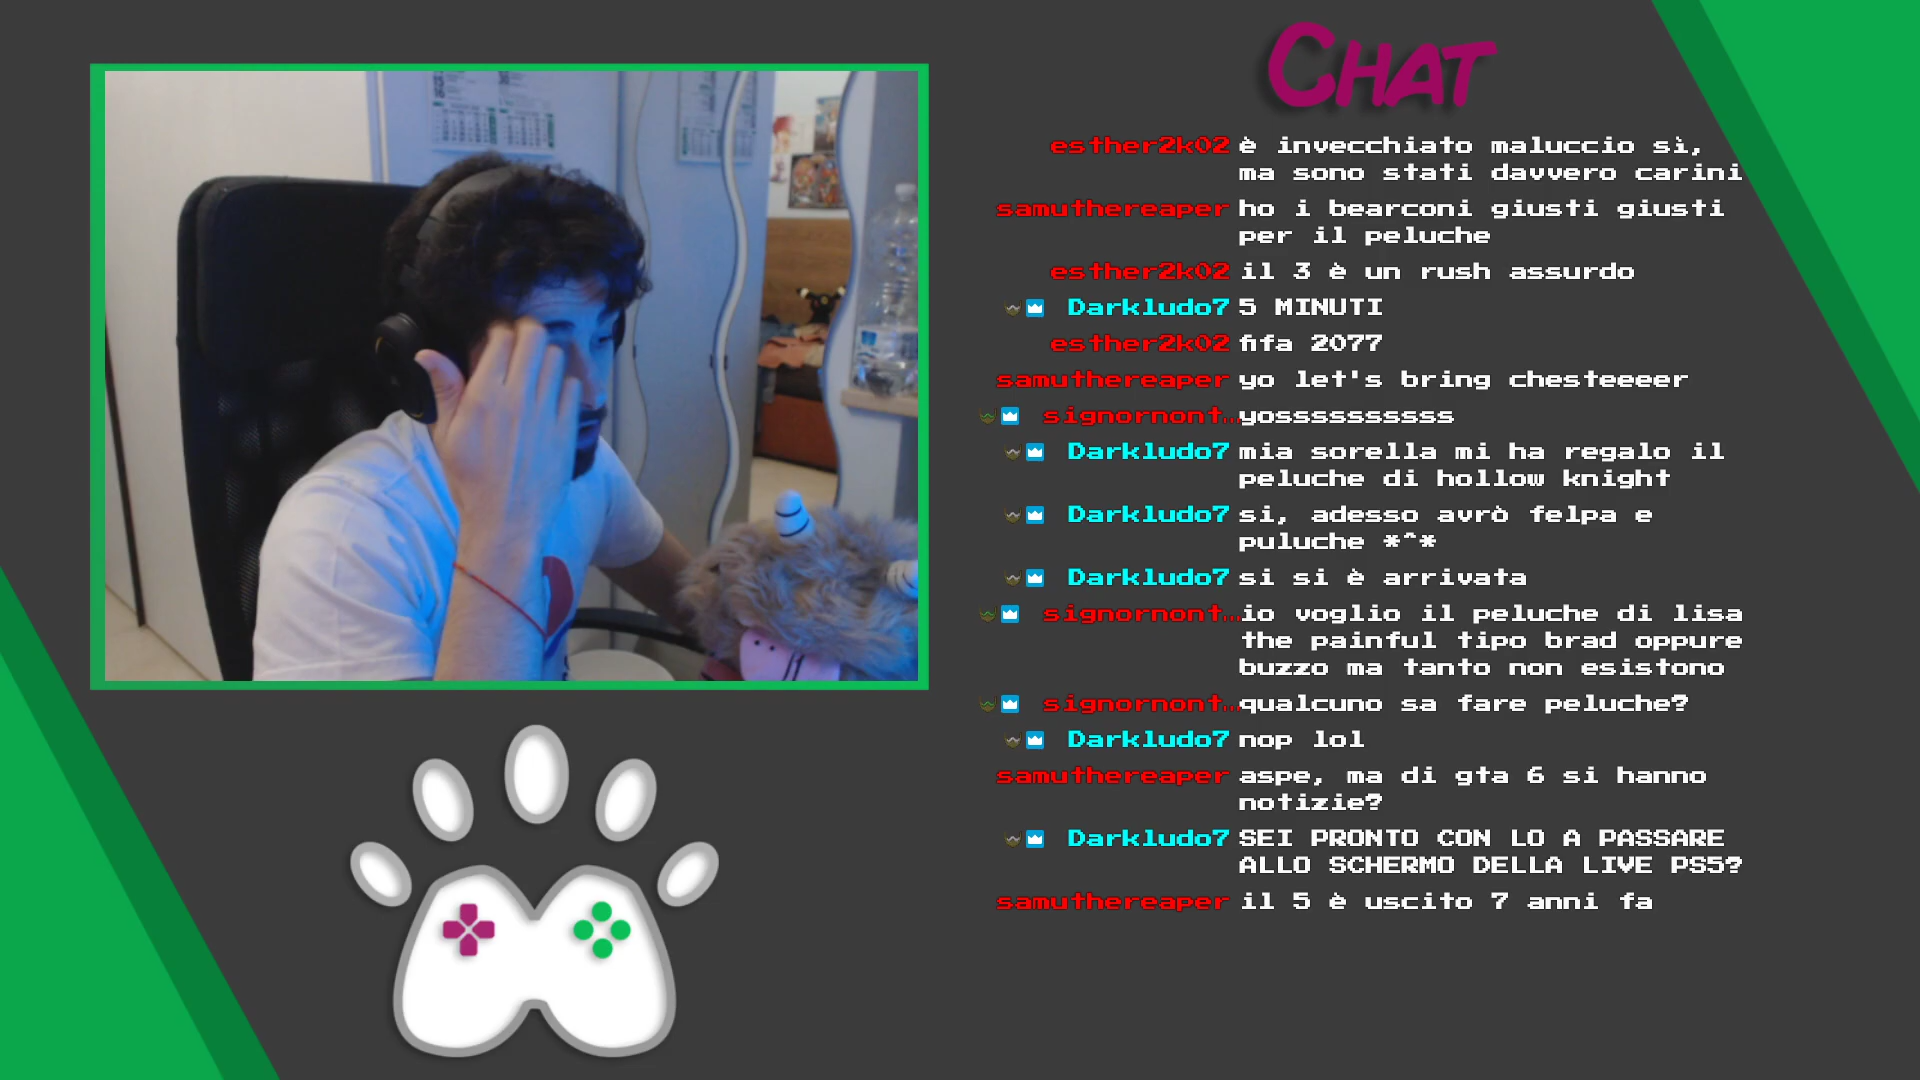 Chat
esther2k02 è invecchiato maluccio sì,
ma sono stati davvero carini
samuthereaper ho i bearconi giusti giusti
per il peluche
esther2k02 il 3 è un rush assurdo
Darkludo7 5 MINUTI
esther2k02 fifa 2077
samuthereaper yo let's bring chesteeeer
signornont… yossssssssss
Darkludo7 mia sorella mi ha regalo il
peluche di hollow knight
Darkludo7 si, adesso avrò felpa e
puluche *^*
Darkludo7 si si è arrivata
signornont… io voglio il peluche di lisa
the painful tipo brad oppure
buzzo ma tanto non esistono
signornont… qualcuno sa fare peluche?
Darkludo7 nop lol
samuthereaper aspe, ma di gta 6 si hanno
notizie?
Darkludo7 SEI PRONTO CON LO A PASSARE
ALLO SCHERMO DELLA LIVE PS5?
samuthereaper il 5 è uscito 7 anni fa